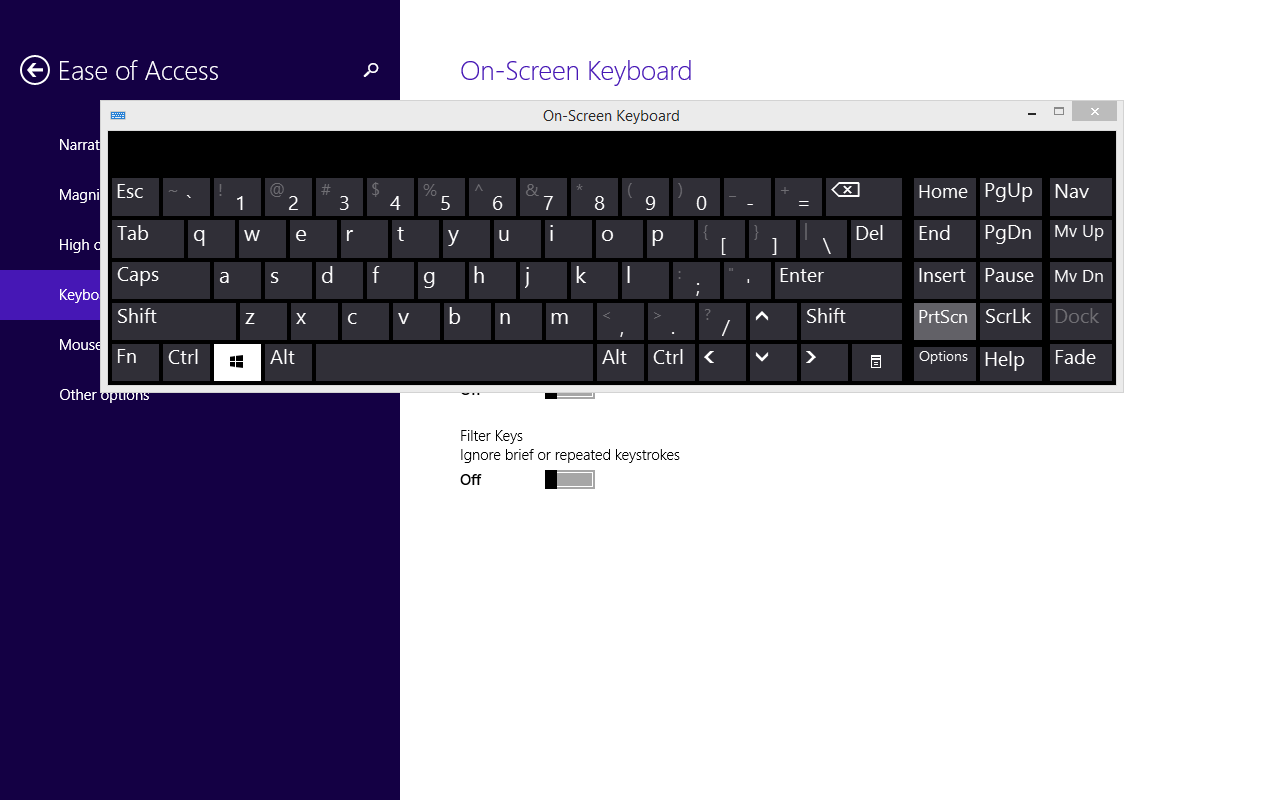 Ease of Access
On-Screen Keyboard
On-Screen Keyboard
Narrat
Magni
High c
Keyboa
Mouse
Other options
Esc ~ ` ! 1 @ 2 # 3 $ 4 % 5 ^ 6 & 7 * 8 ( 9 ) 0 _ - + = Home PgUp Nav
Tab q w e r t y u i o p { [ } ] | \ Del End PgDn Mv Up
Caps a s d f g h j k l : ; " ' Enter Insert Pause Mv Dn
Shift z x c v b n m < , > . ? / Shift PrtScn ScrLk Dock
Fn Ctrl Alt Alt Ctrl Options Help Fade
Filter Keys
Ignore brief or repeated keystrokes
Off